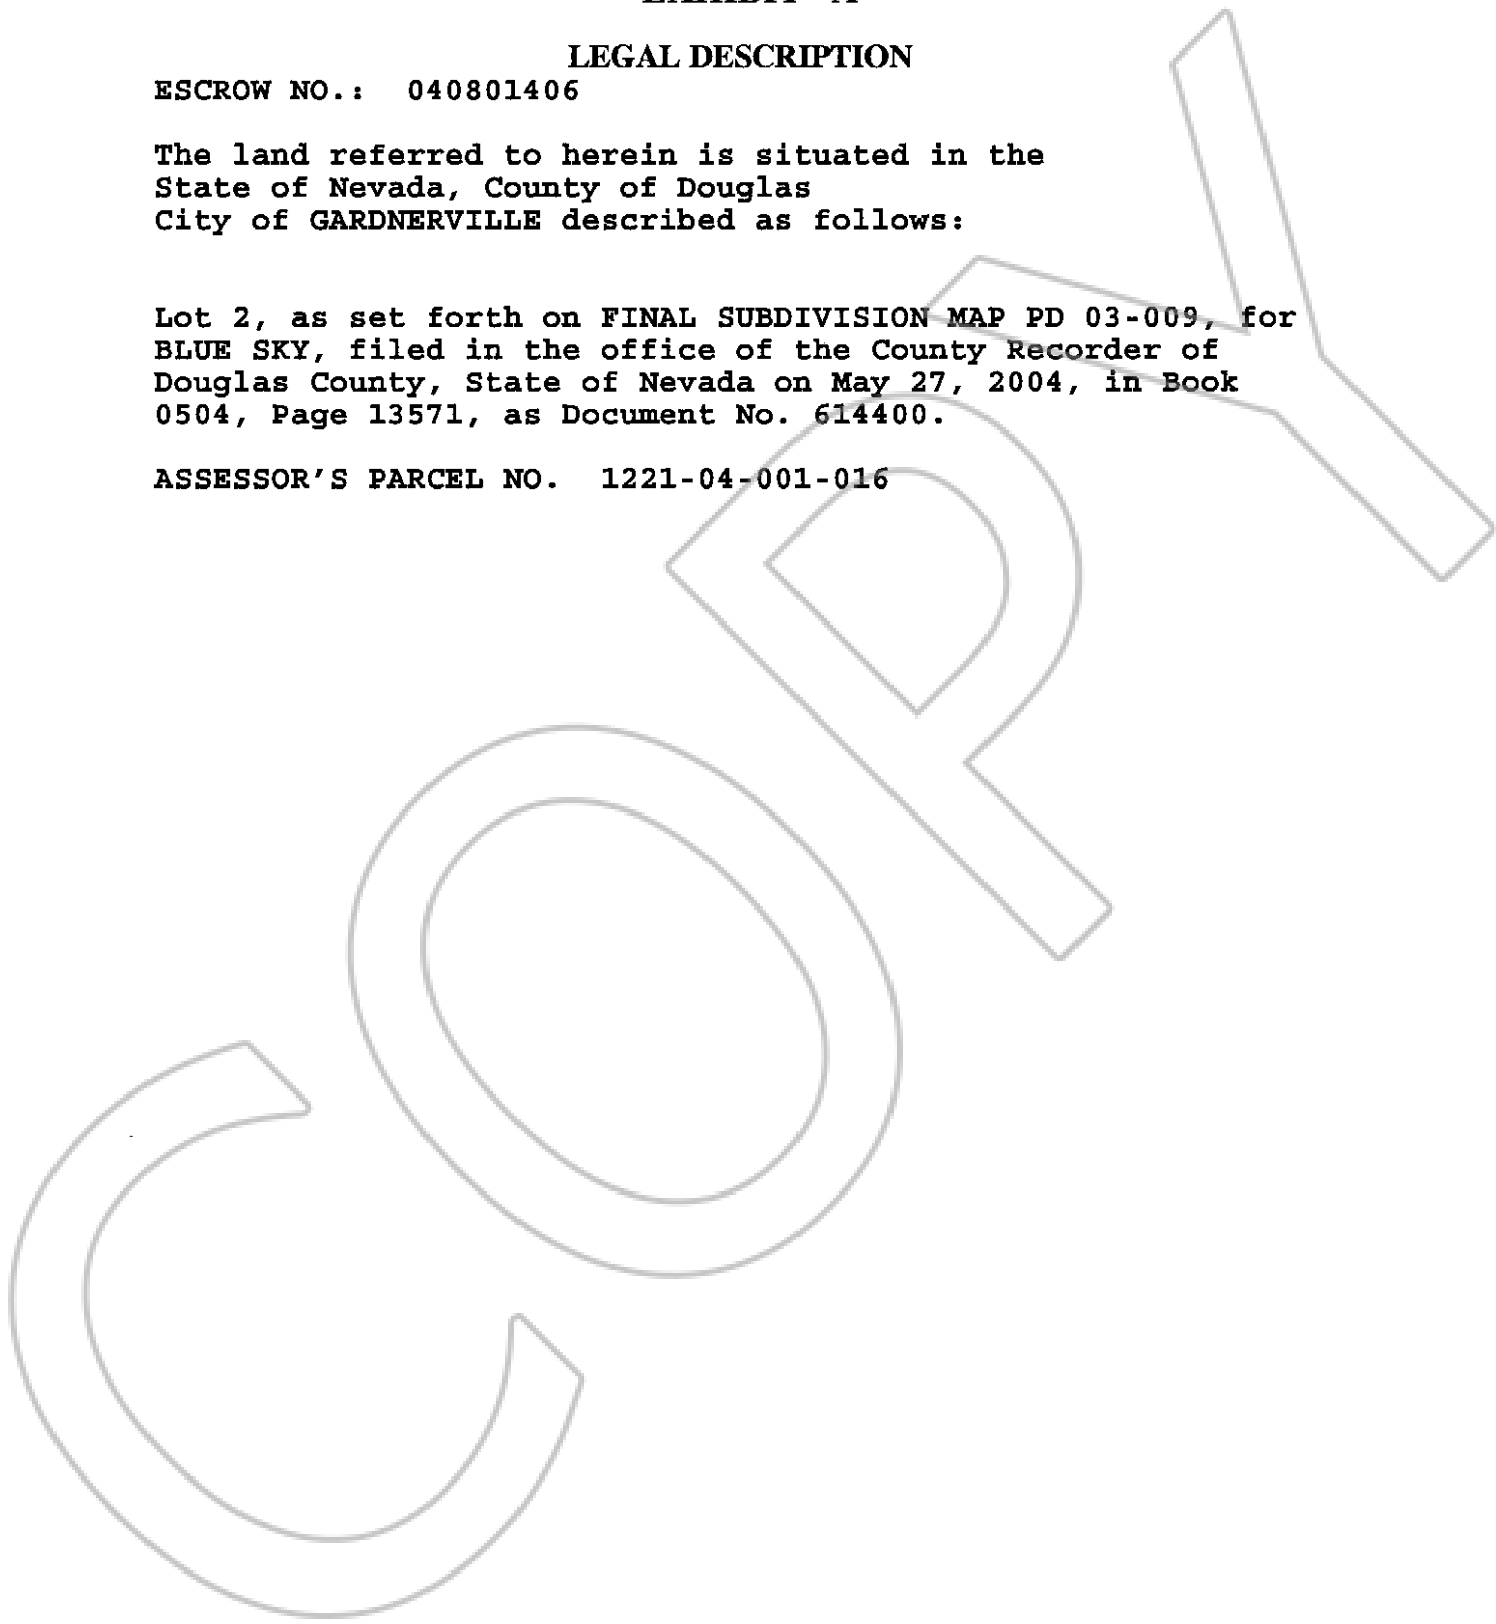 LEGAL DESCRIPTION
ESCROW NO.: 040801406
The land referred to herein is situated in the
State of Nevada, County of Douglas
City of GARDNERVILLE described as follows:
Lot 2, as set forth on FINAL SUBDIVISION MAP PD 03-009, for
BLUE SKY, filed in the office of the County Recorder of
Douglas County, State of Nevada on May 27, 2004, in Book
0504, Page 13571, as Document No. 614400.
ASSESSOR'S PARCEL NO. 1221-04-001-016
COPY